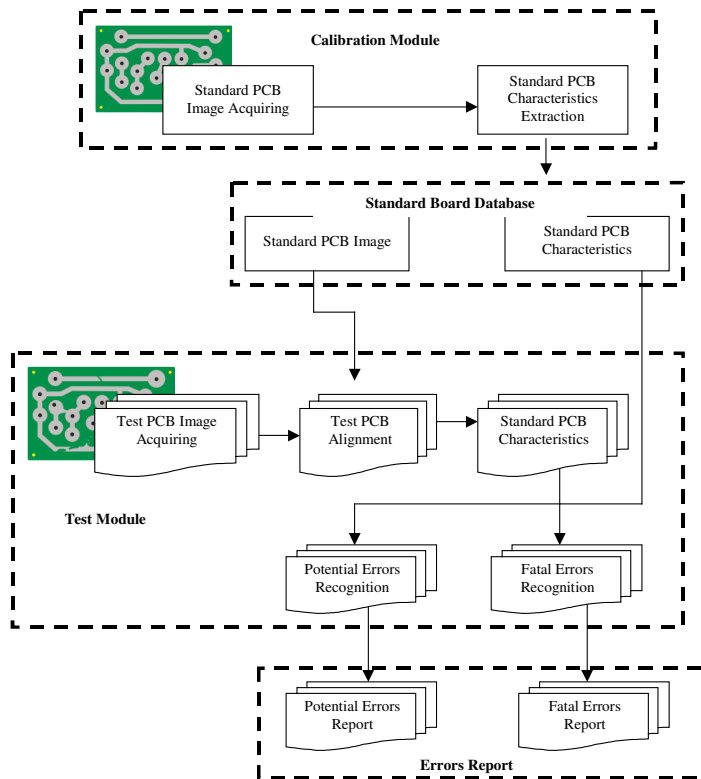 Calibration Module
Standard PCB
Image Acquiring
Standard PCB
Characteristics
Extraction
Standard Board Database
Standard PCB Image
Standard PCB
Characteristics
Test PCB Image
Acquiring
Test PCB
Alignment
Standard PCB
Characteristics
Test Module
Potential Errors
Recognition
Fatal Errors
Recognition
Potential Errors
Report
Fatal Errors
Report
Errors Report